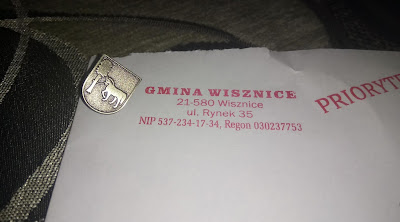 GMINA WISZNICE
21-580 Wisznice
ul. Rynek 35
NIP 537-234-17-34, Regon 030237753